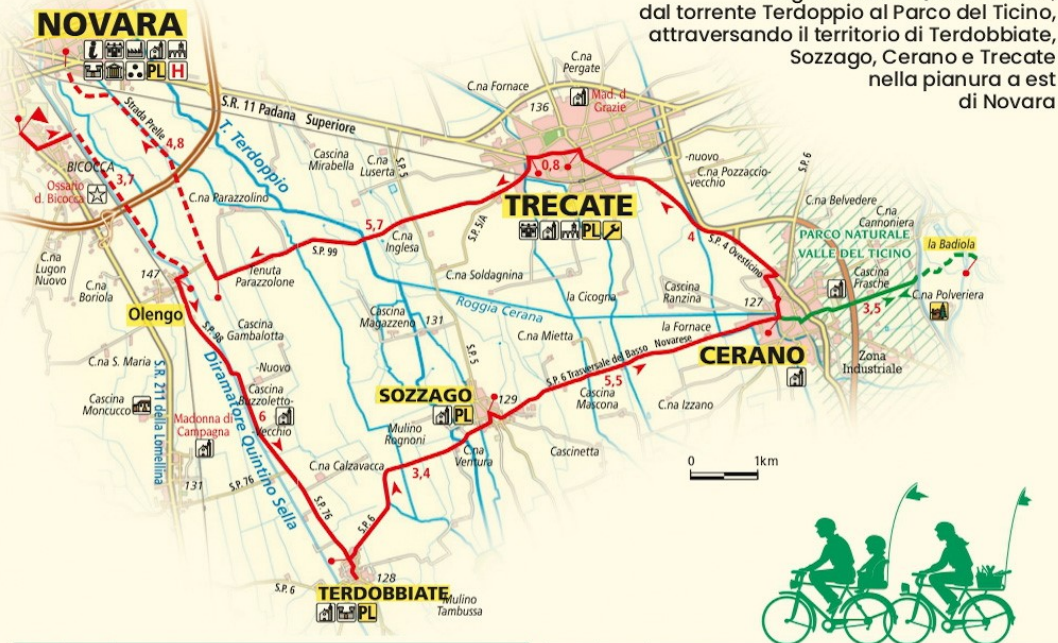 dal torrente Terdoppio al Parco del Ticino,
attraversando il territorio di Terdobbiate,
Sozzago, Cerano e Trecate
nella pianura a est
di Novara
NOVARA
i
PL
H
S.R. 11 Padana Superiore
Strada Prelle
4,8
T. Terdoppio
BICOCCA
Ossario
d. Bicocca
3,7
C.na Parazzolino
Cascina
Mirabella
C.na
Luserta
S.P. 5
C.na Fornace
C.na
Pergate
136
Mad. d.
Grazie
0,8
TRECATE
PL
-nuovo
C.na Pozzaccio-
-vecchio
S.P. 6
C.na Belvedere
C.na
Cannoniera
PARCO NATURALE
VALLE DEL TICINO
la Badiola
Cascina
Frasche
C.na Polveriera
3,5
4
S.P. 4 Ovesticino
127
Cascina
Ranzina
5,7
S.P. 99
S.P. 5/A
C.na
Inglesa
C.na Soldagnina
Roggia Cerana
la Cicogna
C.na
Lugon
Nuovo
C.na
Boriola
147
Tenuta
Parazzolone
Olengo
S.P. 98
Cascina
Gambalotta
Cascina
Magazzeno
131
C.na Mietta
la Fornace
S.P. 6 Trasversale del Basso Novarese
5,5
CERANO
Zona
Industriale
C.na S. Maria
S.R. 211 della Lomellina
Diramatore Quintino Sella
-Nuovo
Cascina
Buzzoletto-
-Vecchio
6
S.P. 5
SOZZAGO
PL
129
Cascina
Mascona
C.na Izzano
Cascina
Moncucco
Madonna di
Campagna
Mulino
Rognoni
C.na
Ventura
Cascinetta
C.na Calzavacca
3,4
0 1km
131
S.P. 76
S.P. 76
S.P. 6
S.P. 6
128
TERDOBBIATE
PL
Mulino
Tambussa